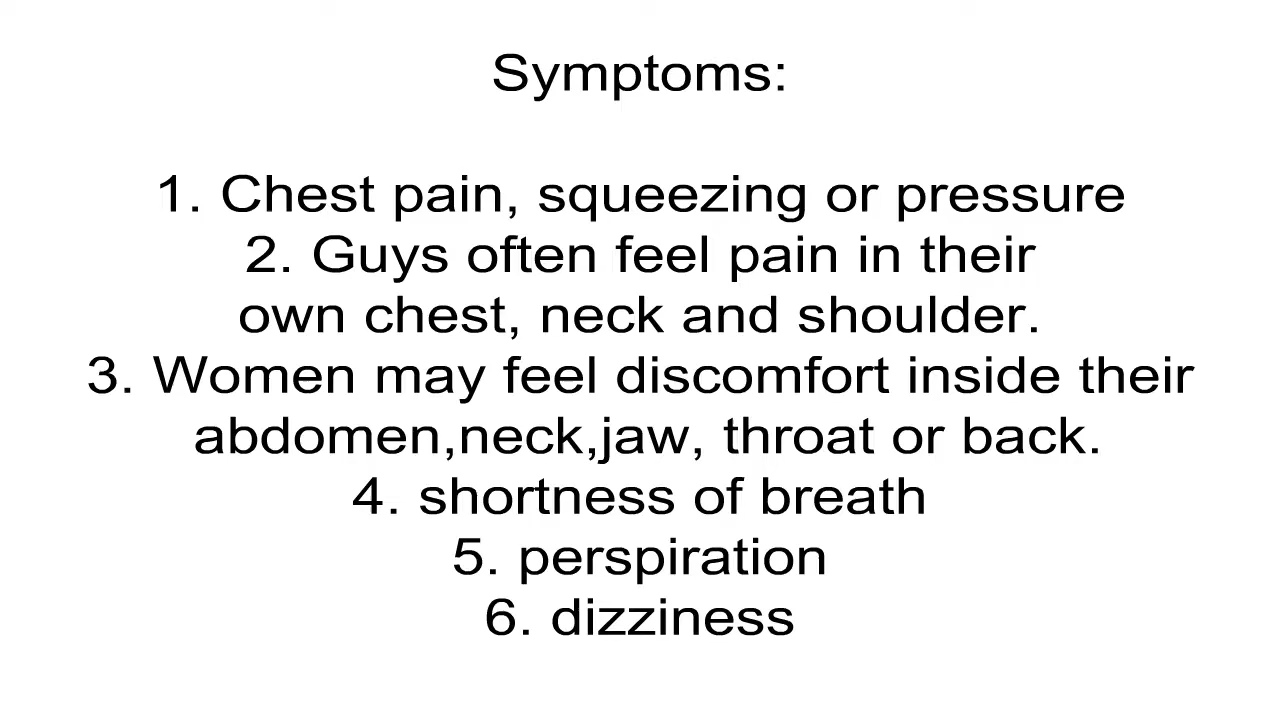 Symptoms:
1. Chest pain, squeezing or pressure
2. Guys often feel pain in their
own chest, neck and shoulder.
3. Women may feel discomfort inside their
abdomen,neck,jaw, throat or back.
4. shortness of breath
5. perspiration
6. dizziness